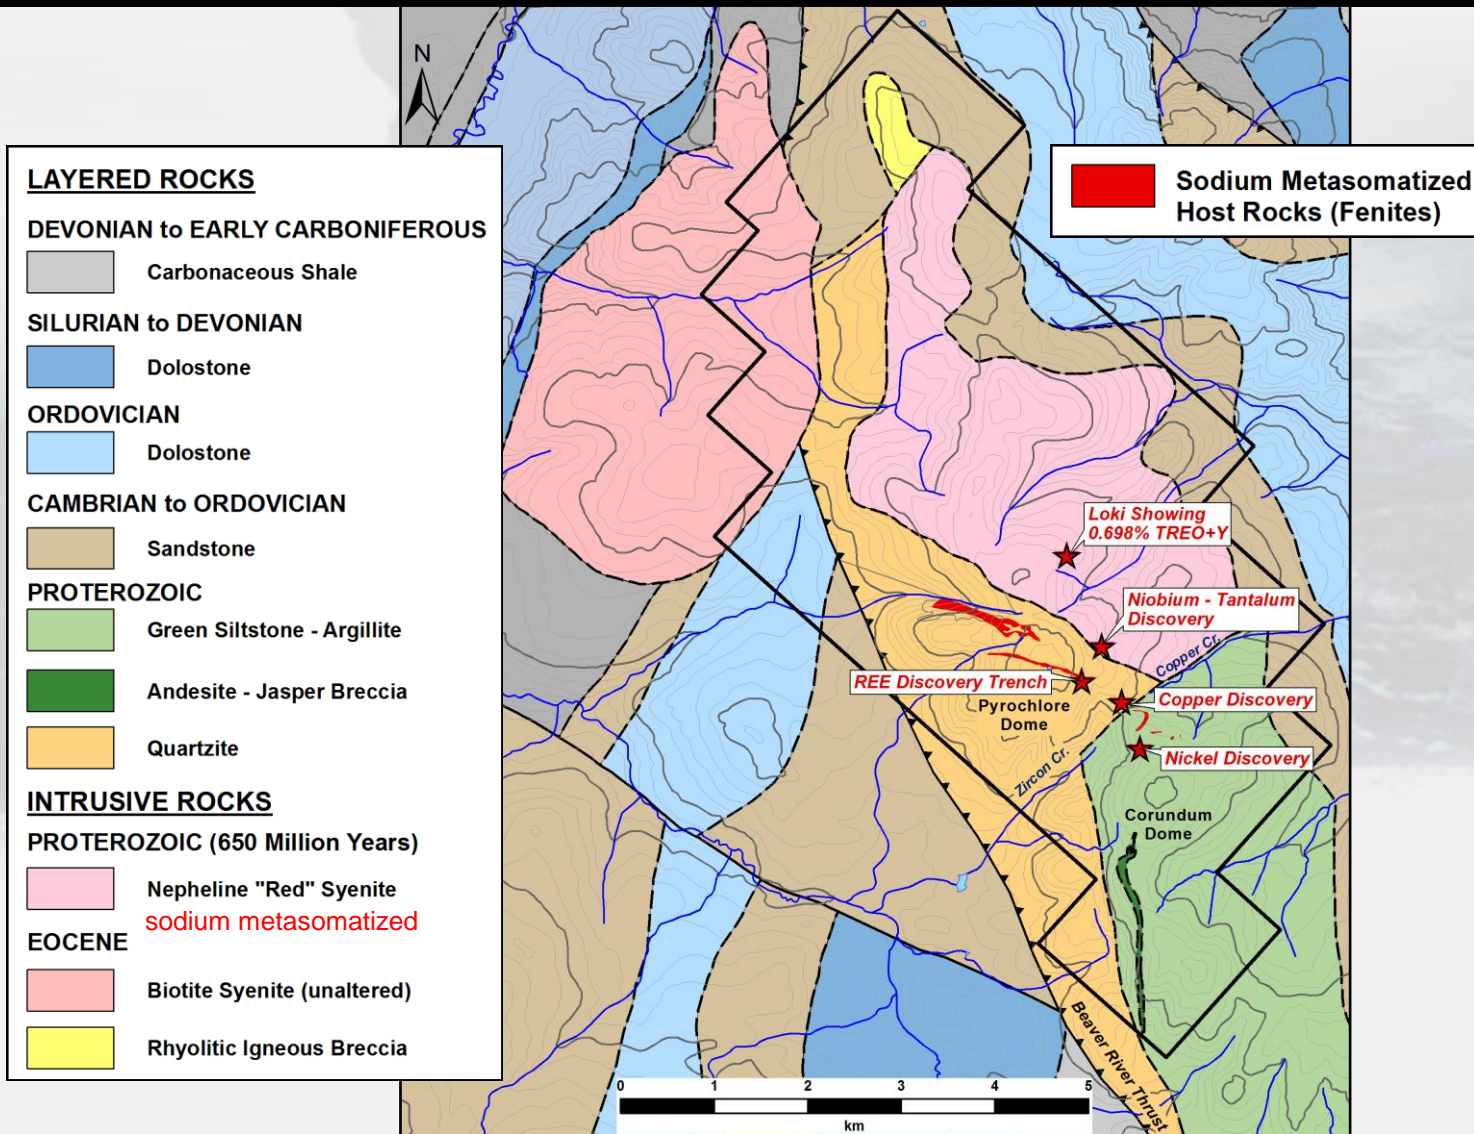 N
LAYERED ROCKS
DEVONIAN to EARLY CARBONIFEROUS
Carbonaceous Shale
SILURIAN to DEVONIAN
Dolostone
ORDOVICIAN
Dolostone
CAMBRIAN to ORDOVICIAN
Sandstone
PROTEROZOIC
Green Siltstone - Argillite
Andesite - Jasper Breccia
Quartzite
INTRUSIVE ROCKS
PROTEROZOIC (650 Million Years)
Nepheline "Red" Syenite
sodium metasomatized
EOCENE
Biotite Syenite (unaltered)
Rhyolitic Igneous Breccia
Sodium Metasomatized
Host Rocks (Fenites)
Loki Showing
0.698% TREO+Y
Niobium - Tantalum
Discovery
Copper Cr.
REE Discovery Trench
Pyrochlore
Dome
Copper Discovery
Nickel Discovery
Zircon Cr.
Corundum
Dome
Beaver River Thrust
0 1 2 3 4 5
km